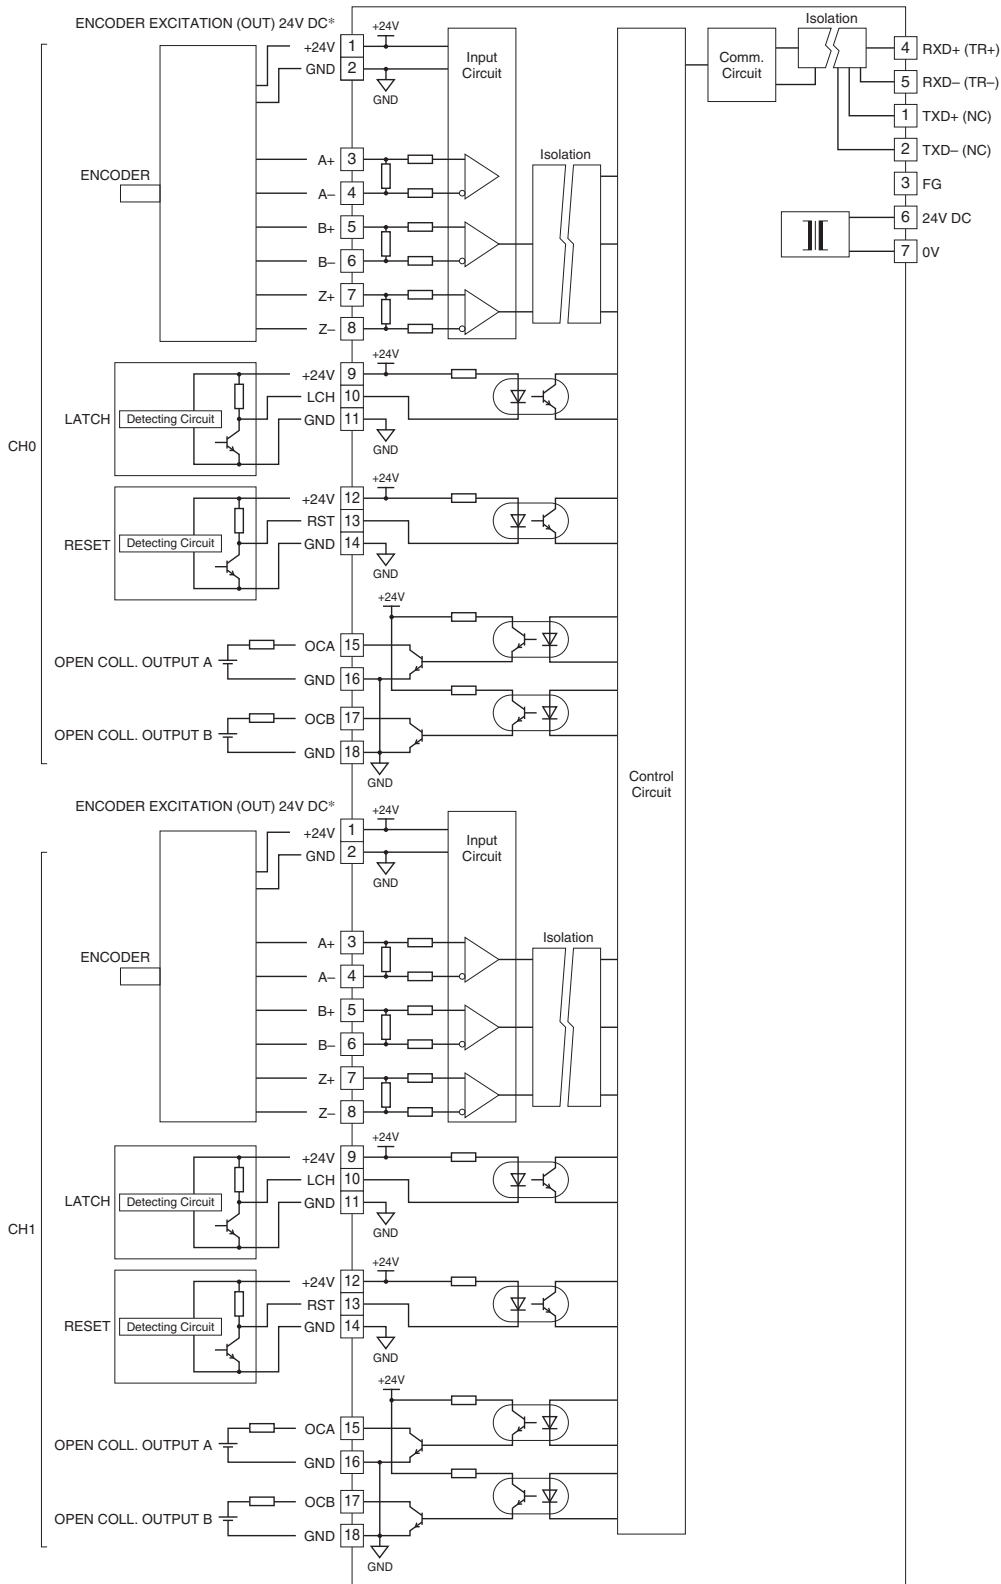 ENCODER EXCITATION (OUT) 24V DC*
+24V 1 +24V
GND 2
GND
Input
Circuit
ENCODER
A+ 3
A– 4
B+ 5
B– 6
Z+ 7
Z– 8
Isolation
CH0
LATCH
Detecting Circuit
+24V 9 +24V
LCH 10
GND 11
GND
RESET
Detecting Circuit
+24V 12 +24V
RST 13
GND 14
GND
+24V
OPEN COLL. OUTPUT A
OCA 15
GND 16
OPEN COLL. OUTPUT B
OCB 17
GND 18
GND
Control
Circuit
Comm.
Circuit
Isolation
4 RXD+ (TR+)
5 RXD– (TR–)
1 TXD+ (NC)
2 TXD– (NC)
3 FG
6 24V DC
7 0V
ENCODER EXCITATION (OUT) 24V DC*
+24V 1 +24V
GND 2
GND
Input
Circuit
ENCODER
A+ 3
A– 4
B+ 5
B– 6
Z+ 7
Z– 8
Isolation
CH1
LATCH
Detecting Circuit
+24V 9 +24V
LCH 10
GND 11
GND
RESET
Detecting Circuit
+24V 12 +24V
RST 13
GND 14
GND
+24V
OPEN COLL. OUTPUT A
OCA 15
GND 16
OPEN COLL. OUTPUT B
OCB 17
GND 18
GND